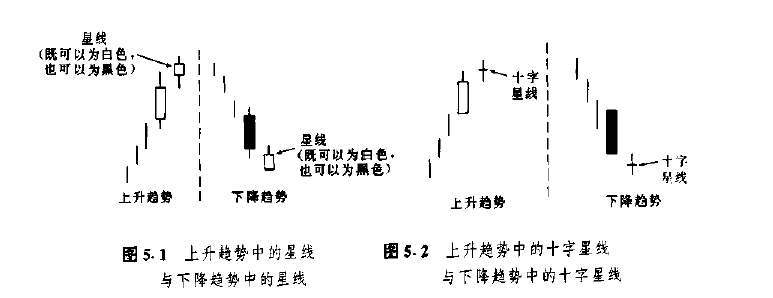 星线
(既可以为白色，
也可以为黑色)
星线
(既可以为白色，
也可以为黑色)
上升趋势
下降趋势
图5-1 上升趋势中的星线
与下降趋势中的星线
十字
星线
十字
星线
上升趋势
下降趋势
图5-2 上升趋势中的十字星线
与下降趋势中的十字星线